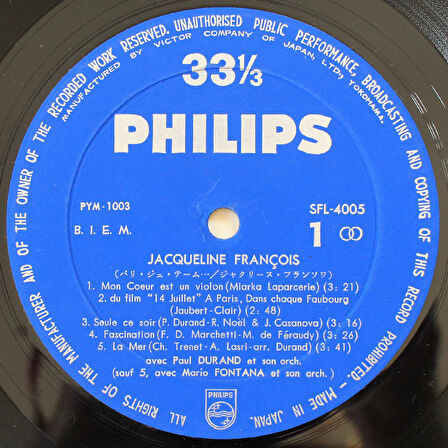 ALL RIGHTS OF THE MANUFACTURER AND OF THE OWNER OF THE RECORDED WORK RESERVED. UNAUTHORISED PUBLIC PERFORMANCE, BROADCASTING AND COPYING OF THIS RECORD PROHIBITED. - MADE IN JAPAN.
MANUFACTURED BY VICTOR COMPANY OF JAPAN, LTD., YOKOHAMA.
33⅓
PHILIPS
PYM-1003 SFL-4005
B. I. E. M. 1
JACQUELINE FRANÇOIS
(パリ・ジュ・テーム…/ジャクリーヌ・フランソワ)
1. Mon Coeur est un violon (Miarka Laparcerie) (3: 21)
2. du film "14 Juillet" A Paris, Dans chaque Faubourg
(Jaubert-Clair) (2: 48)
3. Seule ce soir (P. Durand-R. Noël & J. Casanova) (3: 16)
4. Fascination (F. D. Marchetti-M. de Féraudy) (3: 26)
5. La Mer (Ch. Trenet-A. Lasri-arr. Durand) (3: 41)
avec Paul DURAND et son orch.
(sauf 5, avec Mario FONTANA et son orch.)
PHILIPS